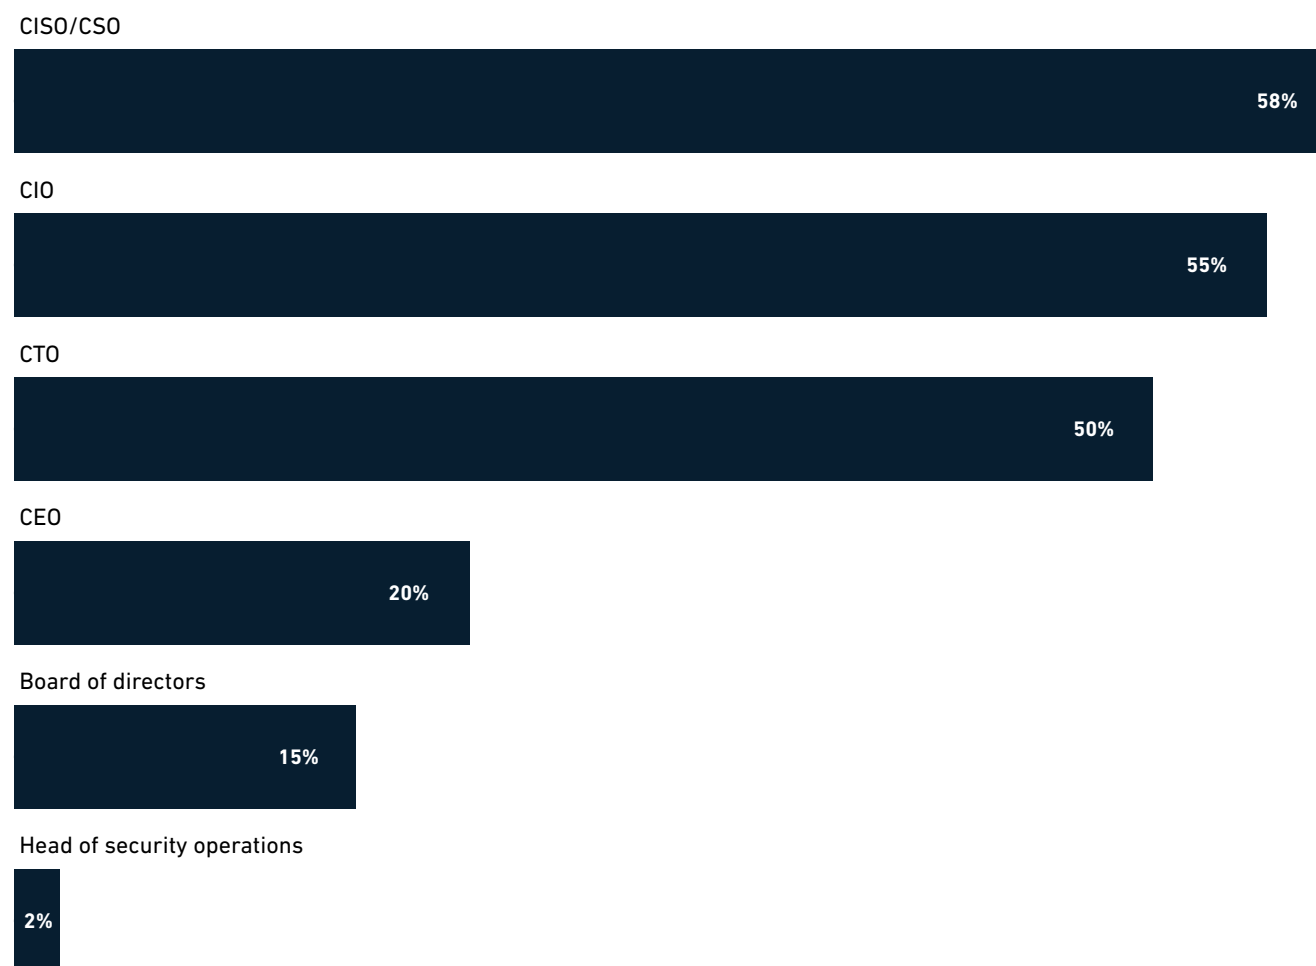 CISO/CSO
58%
CIO
55%
CTO
50%
CEO
20%
Board of directors
15%
Head of security operations
2%